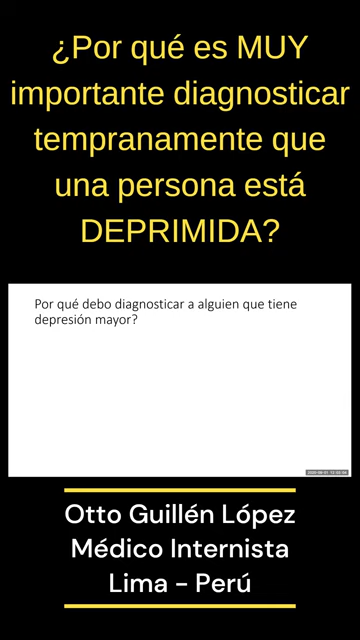 ¿Por qué es MUY
importante diagnosticar
tempranamente que
una persona está
DEPRIMIDA?
Por qué debo diagnosticar a alguien que tiene
depresión mayor?
Otto Guillén López
Médico Internista
Lima - Perú